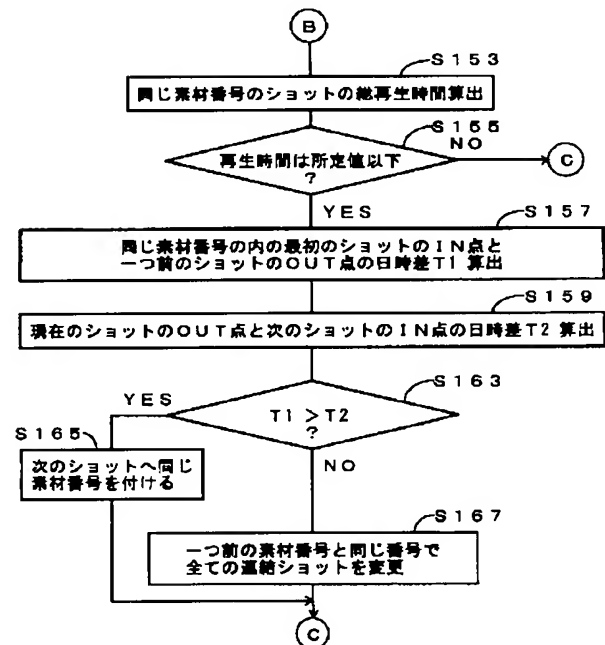 B
S153
同じ素材番号のショットの総再生時間算出
S155
再生時間は所定値以下
?
NO
C
YES
S157
同じ素材番号の内の最初のショットのIN点と
一つ前のショットのOUT点の日時差T1 算出
S159
現在のショットのOUT点と次のショットのIN点の日時差T2 算出
S163
YES
T1 > T2
?
S165
次のショットへ同じ
素材番号を付ける
NO
S167
一つ前の素材番号と同じ番号で
全ての連結ショットを変更
C